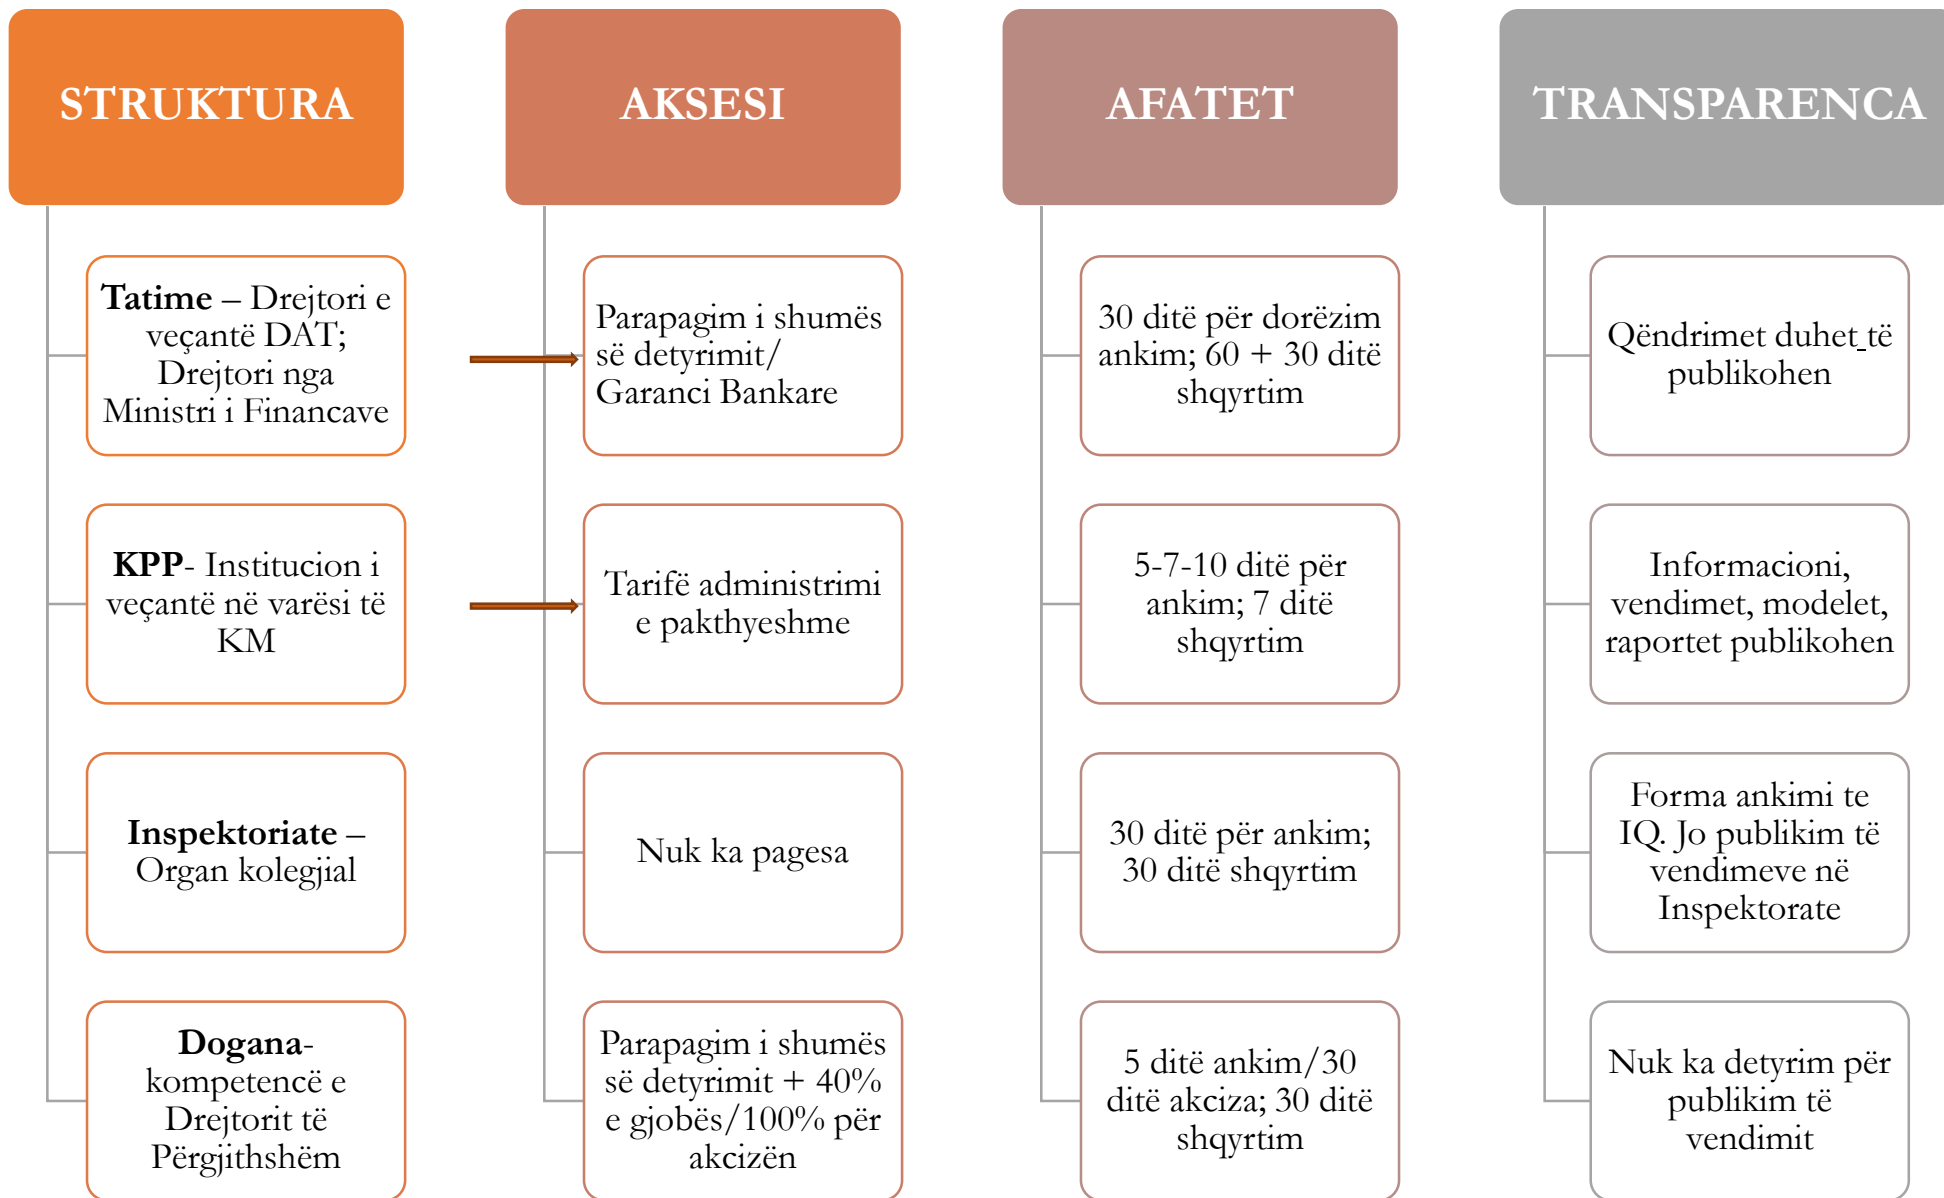 STRUKTURA
Tatime – Drejtori e
veçantë DAT;
Drejtori nga
Ministri i Financave
KPP- Institucion i
veçantë në varësi të
KM
Inspektoriate –
Organ kolegjial
Dogana-
kompetencë e
Drejtorit të
Përgjithshëm
AKSESI
Parapagim i shumës
së detyrimit/
Garanci Bankare
Tarifë administrimi
e pakthyeshme
Nuk ka pagesa
Parapagim i shumës
së detyrimit + 40%
e gjobës/100% për
akcizën
AFATET
30 ditë për dorëzim
ankim; 60 + 30 ditë
shqyrtim
5-7-10 ditë për
ankim; 7 ditë
shqyrtim
30 ditë për ankim;
30 ditë shqyrtim
5 ditë ankim/30
ditë akciza; 30 ditë
shqyrtim
TRANSPARENCA
Qëndrimet duhet të
publikohen
Informacioni,
vendimet, modelet,
raportet publikohen
Forma ankimi te
IQ. Jo publikim të
vendimeve në
Inspektorate
Nuk ka detyrim për
publikim të
vendimit